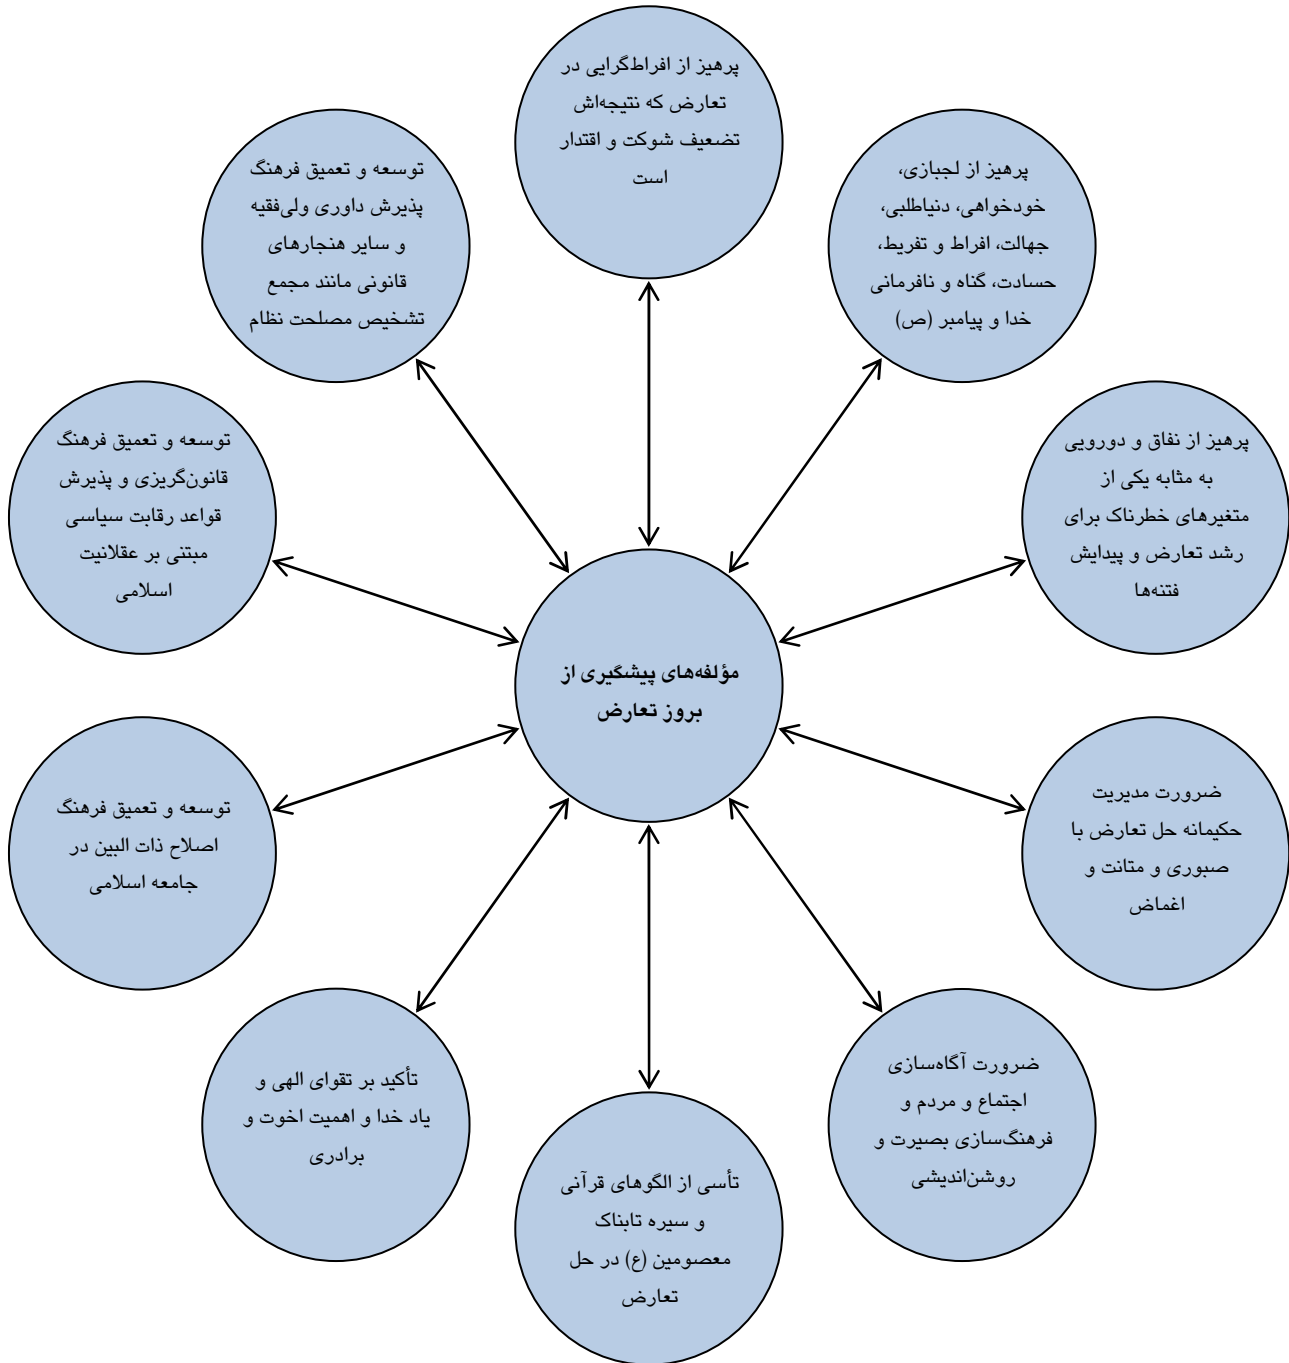 پرهیز از افراط‌گرایی در
تعارض که نتیجه‌اش
تضعیف شوکت و اقتدار
است
پرهیز از لجبازی،
خودخواهی، دنیاطلبی،
جهالت، افراط و تفریط،
حسادت، گناه و نافرمانی
خدا و پیامبر (ص)
توسعه و تعمیق فرهنگ
پذیرش داوری ولی‌فقیه
و سایر هنجارهای
قانونی مانند مجمع
تشخیص مصلحت نظام
پرهیز از نفاق و دورویی
به مثابه یکی از
متغیرهای خطرناک برای
رشد تعارض و پیدایش
فتنه‌ها
توسعه و تعمیق فرهنگ
قانون‌گریزی و پذیرش
قواعد رقابت سیاسی
مبتنی بر عقلانیت
اسلامی
مؤلفه‌های پیشگیری از
بروز تعارض
ضرورت مدیریت
حکیمانه حل تعارض با
صبوری و متانت و
اغماض
توسعه و تعمیق فرهنگ
اصلاح ذات البین در
جامعه اسلامی
ضرورت آگاه‌سازی
اجتماع و مردم و
فرهنگ‌سازی بصیرت و
روشن‌اندیشی
تأکید بر تقوای الهی و
یاد خدا و اهمیت اخوت و
برادری
تأسی از الگوهای قرآنی
و سیره تابناک
معصومین (ع) در حل
تعارض